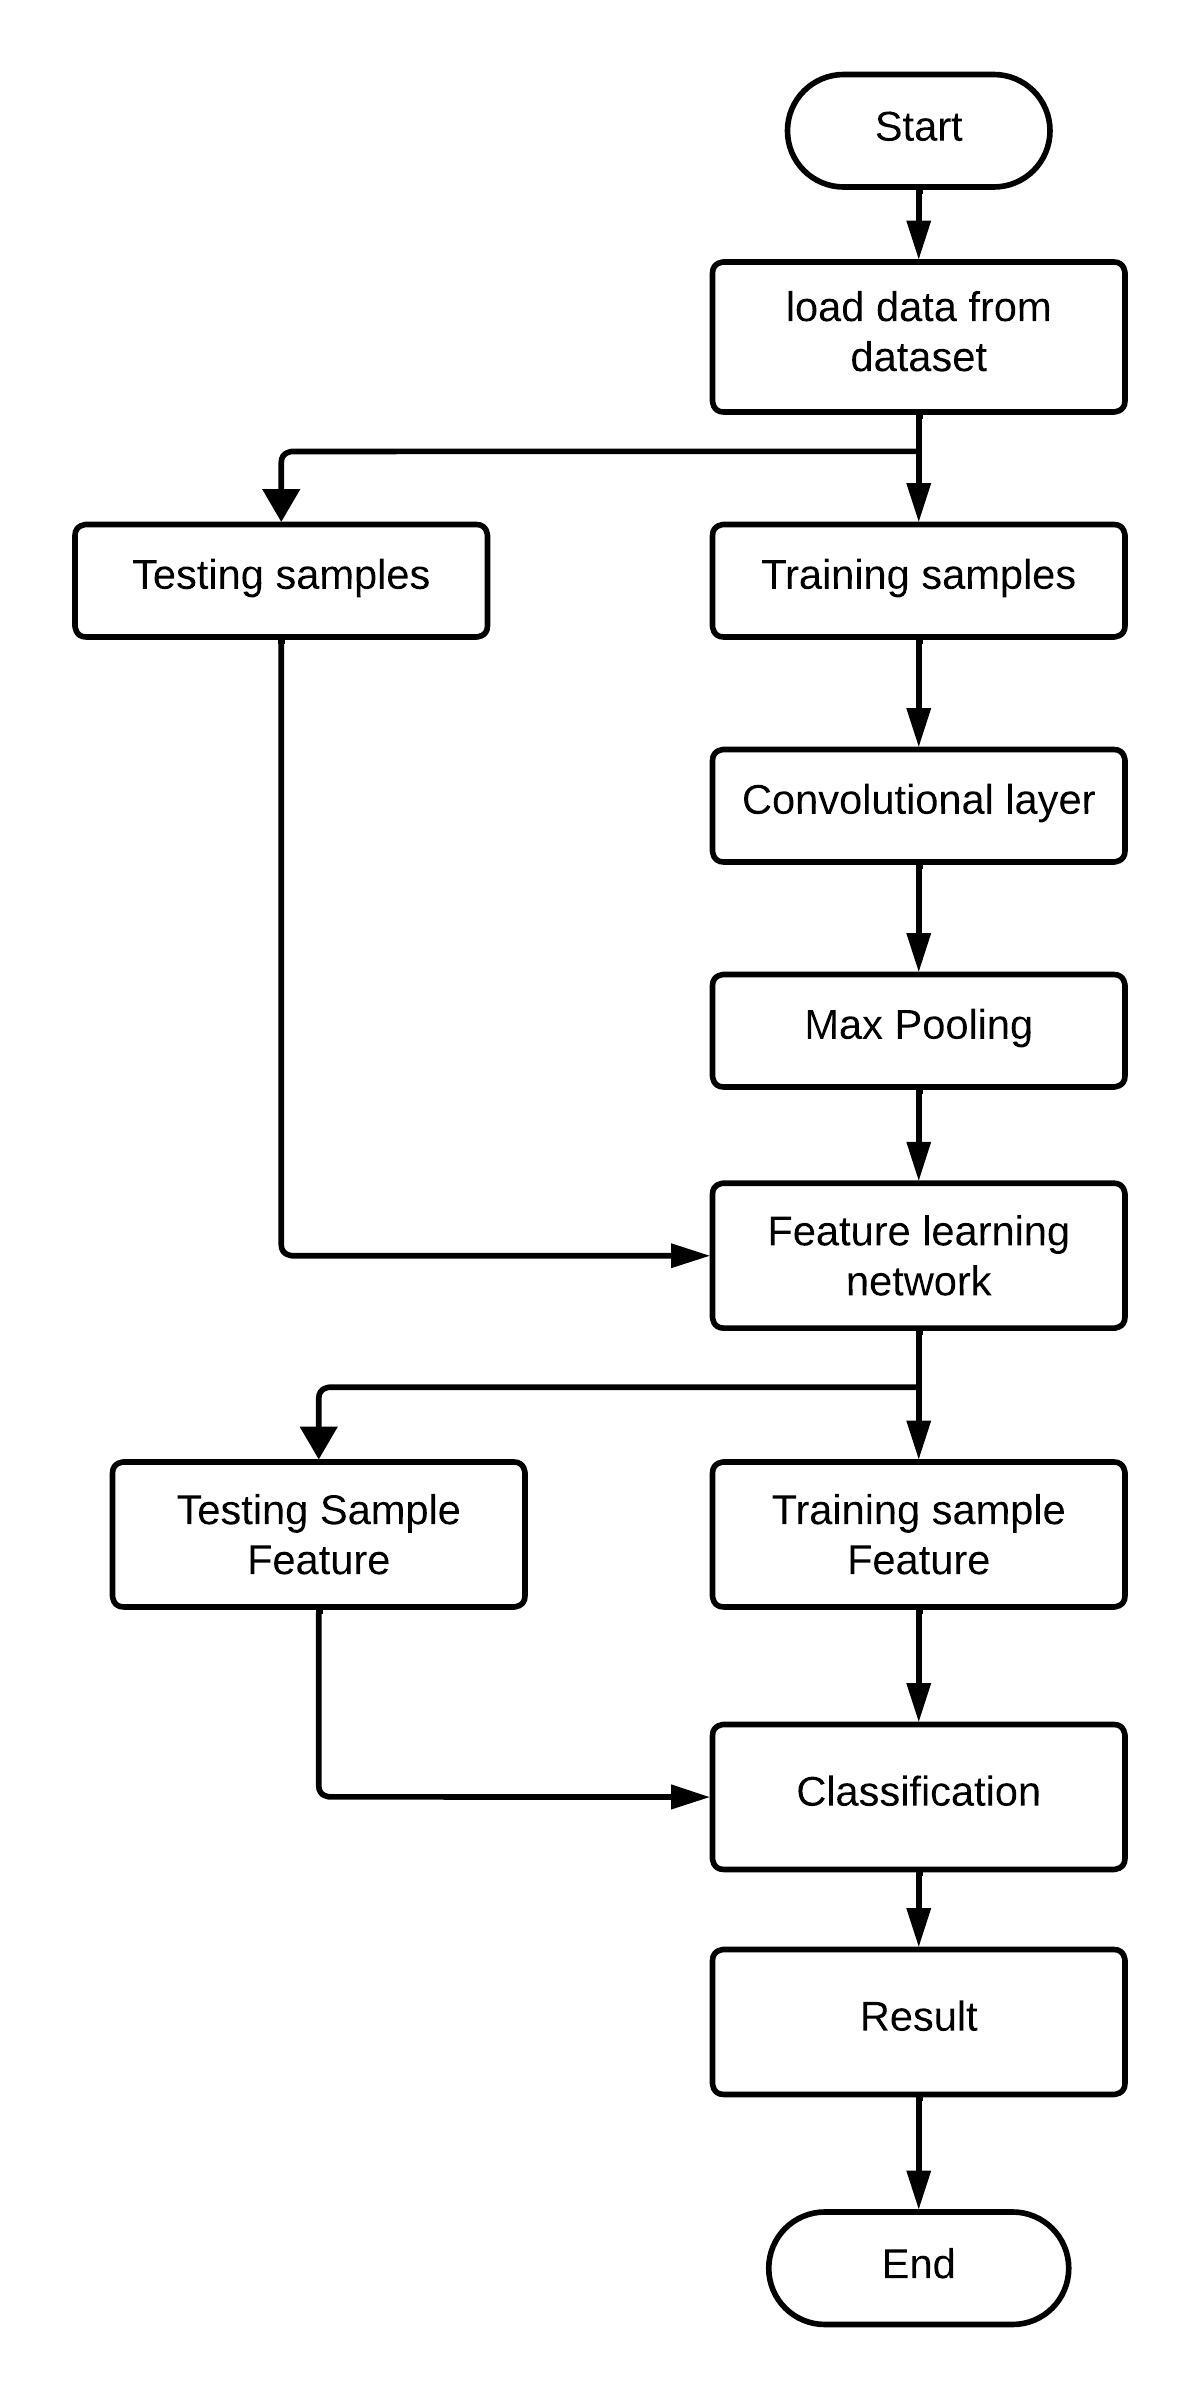 Start
load data from
dataset
Testing samples
Training samples
Convolutional layer
Max Pooling
Feature learning
network
Testing Sample
Feature
Training sample
Feature
Classification
Result
End